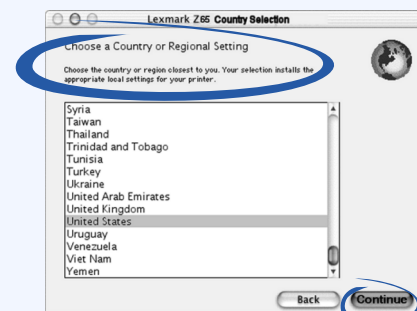 Lexmark Z65 Country Selection
Choose a Country or Regional Setting
Choose the country or region closest to you. Your selection installs the
appropriate local settings for your printer.
Syria
Taiwan
Thailand
Trinidad and Tobago
Tunisia
Turkey
Ukraine
United Arab Emirates
United Kingdom
United States
Uruguay
Venezuela
Viet Nam
Yemen
Back
Continue